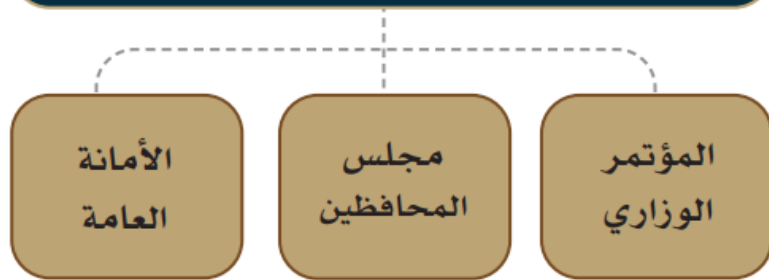 المؤتمر
الوزاري
مجلس
المحافظين
الأمانة
العامة